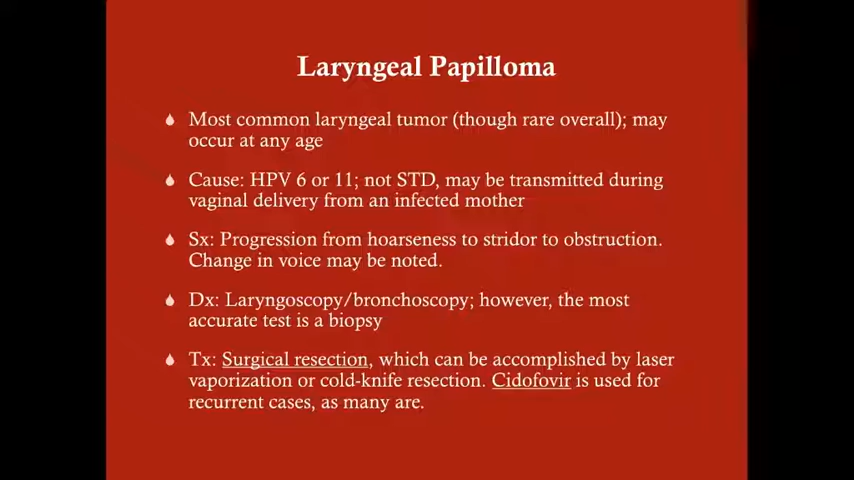 Laryngeal Papilloma
Most common laryngeal tumor (though rare overall); may
occur at any age
Cause: HPV 6 or 11; not STD, may be transmitted during
vaginal delivery from an infected mother
Sx: Progression from hoarseness to stridor to obstruction.
Change in voice may be noted.
Dx: Laryngoscopy/bronchoscopy; however, the most
accurate test is a biopsy
Tx: Surgical resection, which can be accomplished by laser
vaporization or cold-knife resection. Cidofovir is used for
recurrent cases, as many are.